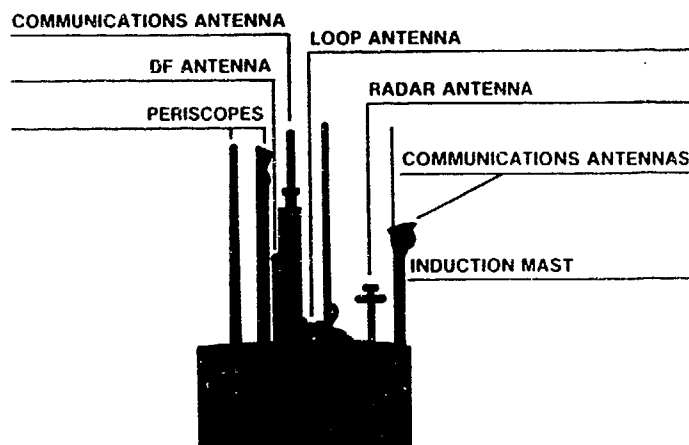 COMMUNICATIONS ANTENNA
LOOP ANTENNA
DF ANTENNA
RADAR ANTENNA
PERISCOPES
COMMUNICATIONS ANTENNAS
INDUCTION MAST